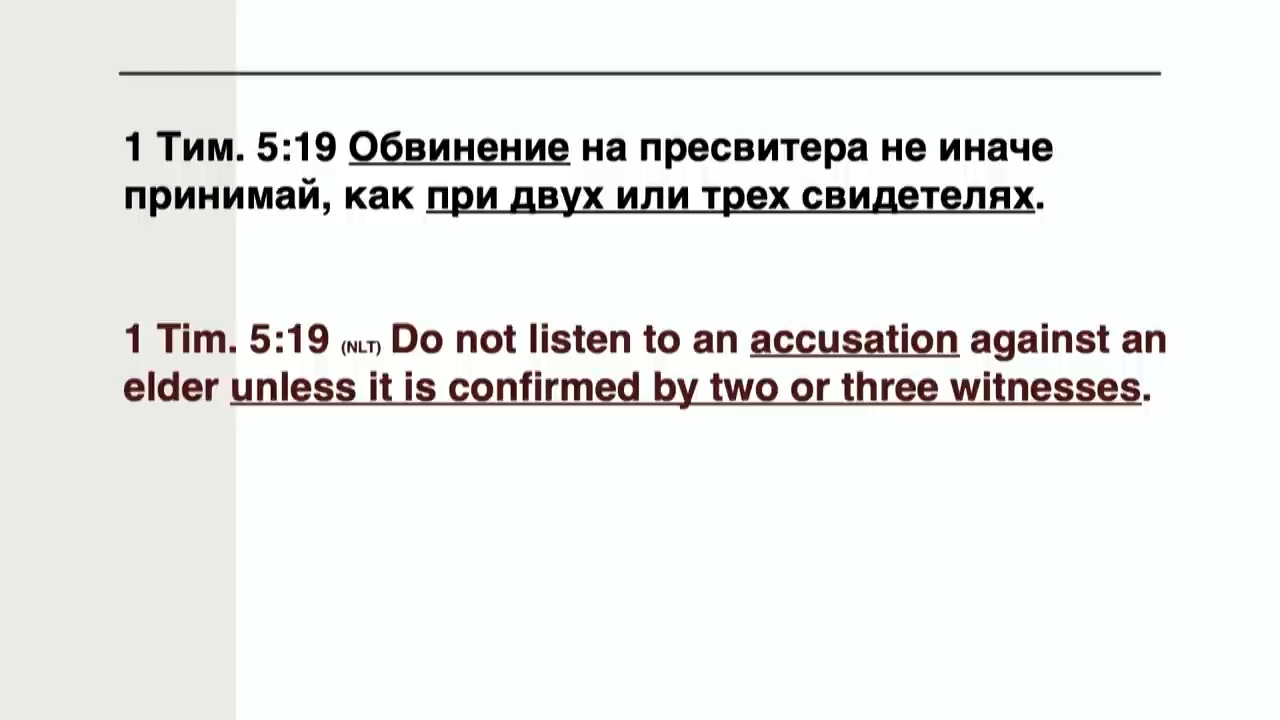 1 Тим. 5:19 Обвинение на пресвитера не иначе
принимай, как при двух или трех свидетелях.
1 Tim. 5:19 (NLT) Do not listen to an accusation against an
elder unless it is confirmed by two or three witnesses.